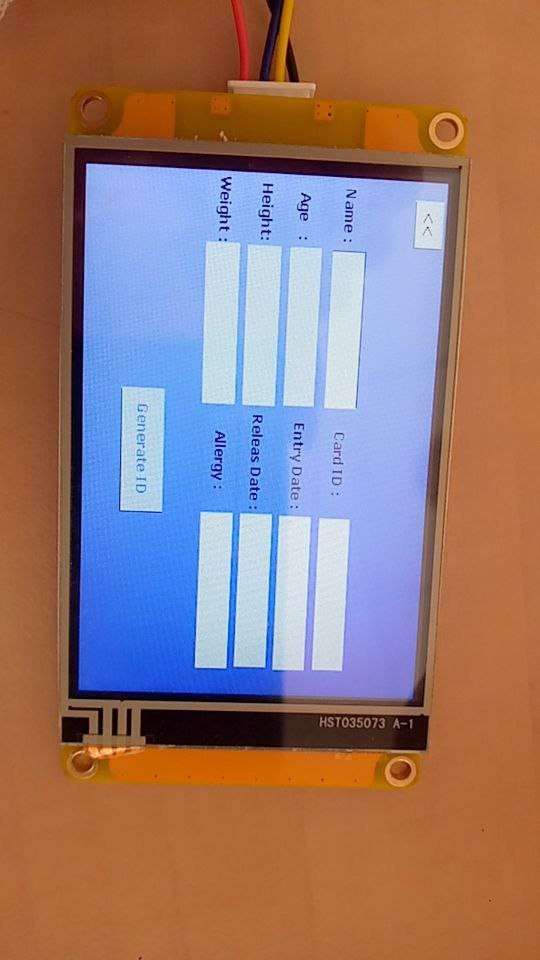 <<
Name : Card ID :
Age : Entry Date :
Height: Releas Date :
Weight : Allergy :
Generate ID
HST035073 A-1